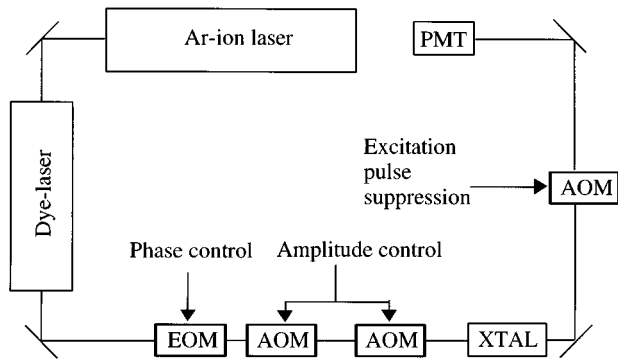 Ar-ion laser
PMT
Dye-laser
Excitation
pulse
suppression
AOM
Phase control
Amplitude control
EOM
AOM
AOM
XTAL